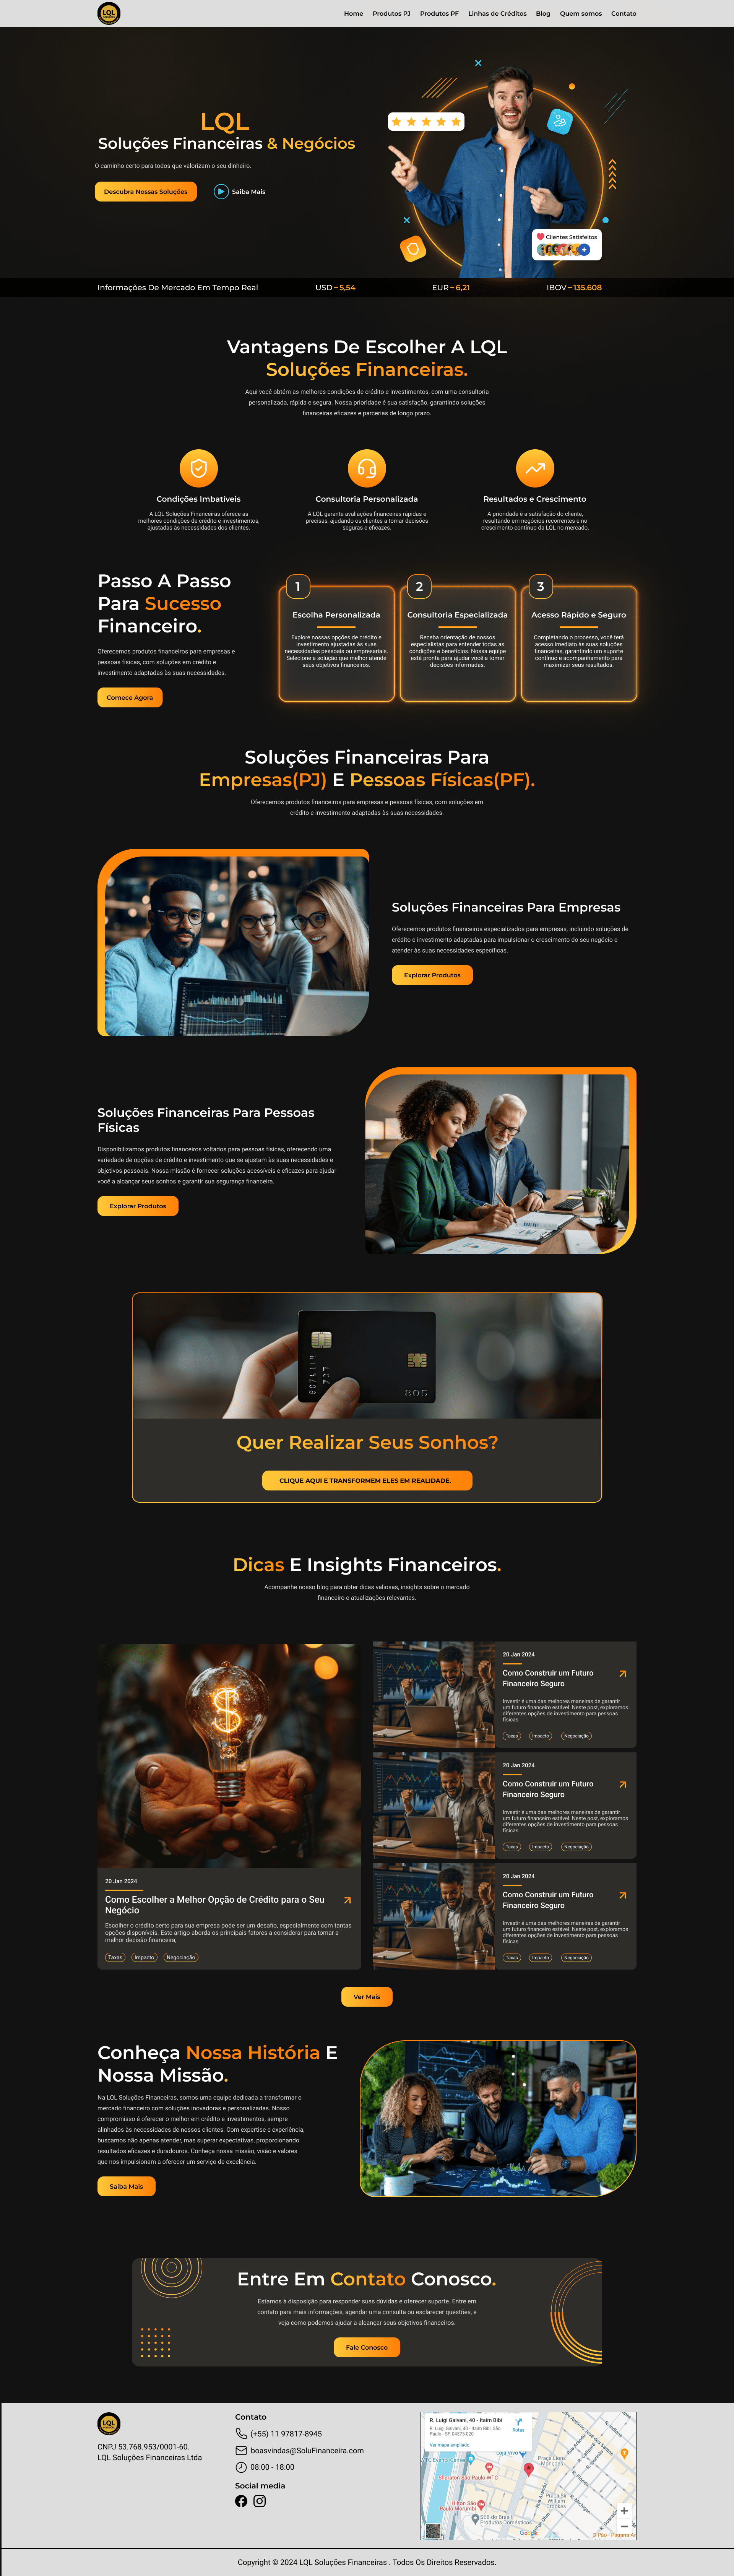 LQL
Home Produtos PJ Produtos PF Linhas de Créditos Blog Quem somos Contato
LQL
Soluções Financeiras & Negócios
O caminho certo para todos que valorizam o seu dinheiro.
Descubra Nossas Soluções
Saiba Mais
Clientes Satisfeitos
Informações De Mercado Em Tempo Real USD - 5,54 EUR - 6,21 IBOV - 135.608
Vantagens De Escolher A LQL
Soluções Financeiras.
Aqui você obtém as melhores condições de crédito e investimentos, com uma consultoria
personalizada, rápida e segura. Nossa prioridade é sua satisfação, garantindo soluções
financeiras eficazes e parcerias de longo prazo.
Condições Imbatíveis
A LQL Soluções Financeiras oferece as
melhores condições de crédito e investimentos,
ajustadas às necessidades dos clientes.
Consultoria Personalizada
A LQL garante avaliações financeiras rápidas e
precisas, ajudando os clientes a tomar decisões
seguras e eficazes.
Resultados e Crescimento
A prioridade é a satisfação do cliente,
resultando em negócios recorrentes e no
crescimento contínuo da LQL no mercado.
Passo A Passo
Para Sucesso
Financeiro.
Oferecemos produtos financeiros para empresas e
pessoas físicas, com soluções em crédito e
investimento adaptadas às suas necessidades.
Comece Agora
1
Escolha Personalizada
Explore nossas opções de crédito e
investimento ajustadas às suas
necessidades pessoais ou empresariais.
Selecione a solução que melhor atende
seus objetivos financeiros.
2
Consultoria Especializada
Receba orientação de nossos
especialistas para entender todas as
condições e benefícios. Nossa equipe
está pronta para ajudar você a tomar
decisões informadas.
3
Acesso Rápido e Seguro
Completando o processo, você terá
acesso imediato às suas soluções
financeiras, garantindo um suporte
contínuo e acompanhamento para
maximizar seus resultados.
Soluções Financeiras Para
Empresas(PJ) E Pessoas Físicas(PF).
Oferecemos produtos financeiros para empresas e pessoas físicas, com soluções em
crédito e investimento adaptadas às suas necessidades.
Soluções Financeiras Para Empresas
Oferecemos produtos financeiros especializados para empresas, incluindo soluções de
crédito e investimento adaptadas para impulsionar o crescimento do seu negócio e
atender às suas necessidades específicas.
Explorar Produtos
Soluções Financeiras Para Pessoas
Físicas
Disponibilizamos produtos financeiros voltados para pessoas físicas, oferecendo uma
variedade de opções de crédito e investimento que se ajustam às suas necessidades e
objetivos pessoais. Nossa missão é fornecer soluções acessíveis e eficazes para ajudar
você a alcançar seus sonhos e garantir sua segurança financeira.
Explorar Produtos
Quer Realizar Seus Sonhos?
CLIQUE AQUI E TRANSFORMEM ELES EM REALIDADE.
Dicas E Insights Financeiros.
Acompanhe nosso blog para obter dicas valiosas, insights sobre o mercado
financeiro e atualizações relevantes.
20 Jan 2024
Como Escolher a Melhor Opção de Crédito para o Seu
Negócio
Escolher o crédito certo para sua empresa pode ser um desafio, especialmente com tantas
opções disponíveis. Este artigo aborda os principais fatores a considerar para tomar a
melhor decisão financeira,
Taxas Impacto Negociação
20 Jan 2024
Como Construir um Futuro
Financeiro Seguro
Investir é uma das melhores maneiras de garantir
um futuro financeiro estável. Neste post, exploramos
diferentes opções de investimento para pessoas
físicas
Taxas Impacto Negociação
20 Jan 2024
Como Construir um Futuro
Financeiro Seguro
Investir é uma das melhores maneiras de garantir
um futuro financeiro estável. Neste post, exploramos
diferentes opções de investimento para pessoas
físicas
Taxas Impacto Negociação
20 Jan 2024
Como Construir um Futuro
Financeiro Seguro
Investir é uma das melhores maneiras de garantir
um futuro financeiro estável. Neste post, exploramos
diferentes opções de investimento para pessoas
físicas
Taxas Impacto Negociação
Ver Mais
Conheça Nossa História E
Nossa Missão.
Na LQL Soluções Financeiras, somos uma equipe dedicada a transformar o
mercado financeiro com soluções inovadoras e personalizadas. Nosso
compromisso é oferecer o melhor em crédito e investimentos, sempre
alinhados às necessidades de nossos clientes. Com expertise e experiência,
buscamos não apenas atender, mas superar expectativas, proporcionando
resultados eficazes e duradouros. Conheça nossa missão, visão e valores
que nos impulsionam a oferecer um serviço de excelência.
Saiba Mais
Entre Em Contato Conosco.
Estamos à disposição para responder suas dúvidas e oferecer suporte. Entre em
contato para mais informações, agendar uma consulta ou esclarecer questões, e
veja como podemos ajudar a alcançar seus objetivos financeiros.
Fale Conosco
LQL
CNPJ 53.768.953/0001-60.
LQL Soluções Financeiras Ltda
Contato
(+55) 11 97817-8945
boasvindas@SoluFinanceira.com
08:00 - 18:00
Social media
R. Luigi Galvani, 40 - Itaim Bibi
R. Luigi Galvani, 40 - Itaim Bibi, São
Paulo - SP, 04575-020
Rotas
Ver mapa ampliado
Praça Lions
Monções
Sheraton São Paulo WTC
Hilton São
Paulo Morumbi
SEB do Brasil
Produtos Domésticos
Google
Copyright © 2024 LQL Soluções Financeiras . Todos Os Direitos Reservados.